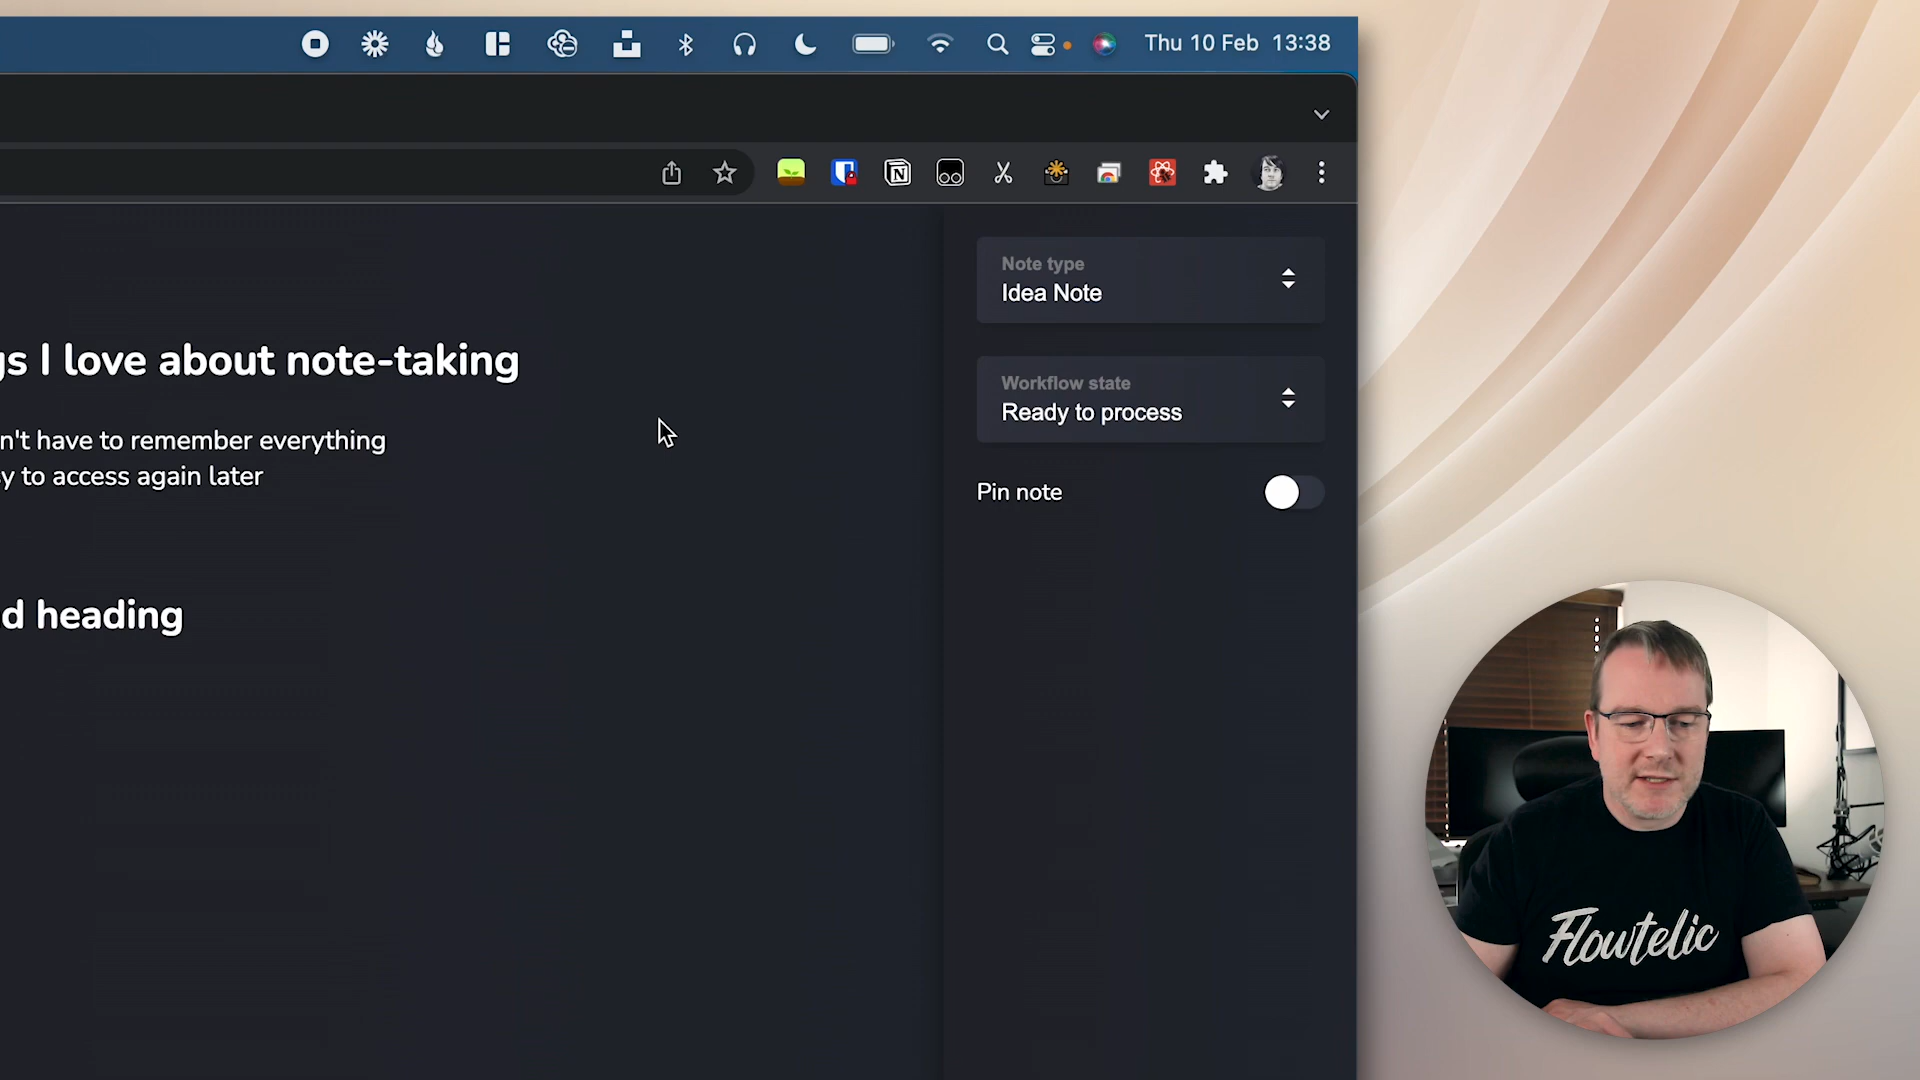 Thu 10 Feb 13:38
Note type
Idea Note
gs I love about note-taking
Workflow state
Ready to process
n't have to remember everything
y to access again later
Pin note
d heading
Flowtelic